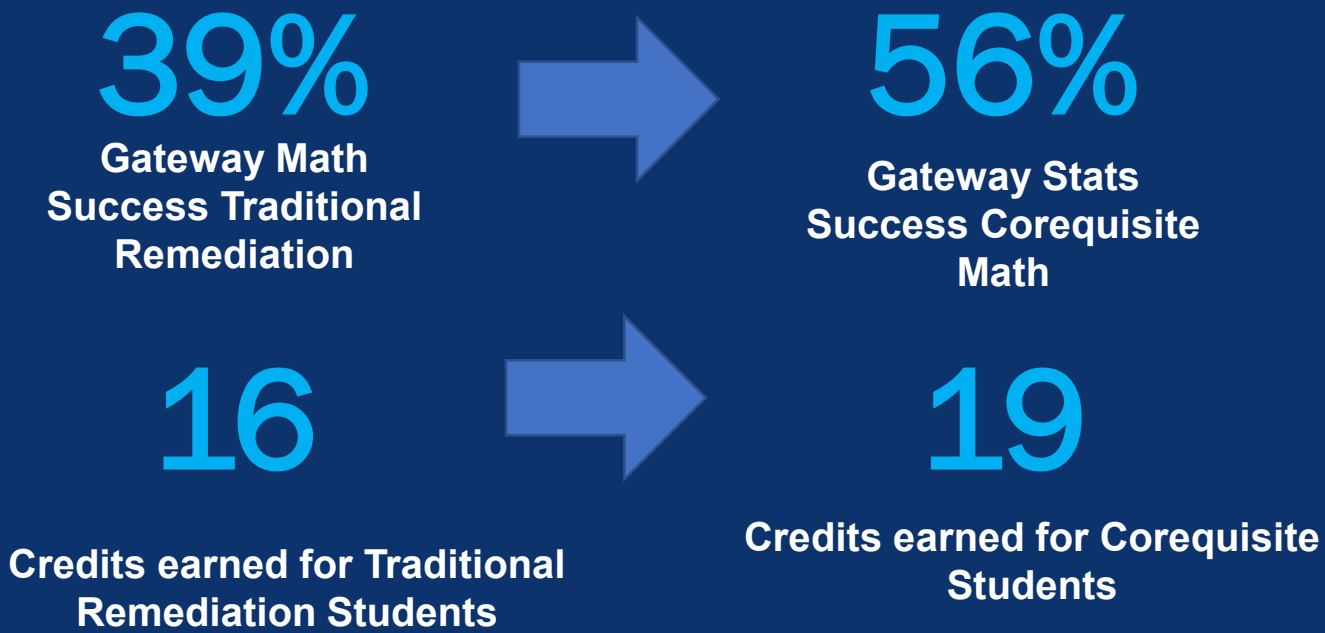 39%
Gateway Math
Success Traditional
Remediation
56%
Gateway Stats
Success Corequisite
Math
16
Credits earned for Traditional
Remediation Students
19
Credits earned for Corequisite
Students